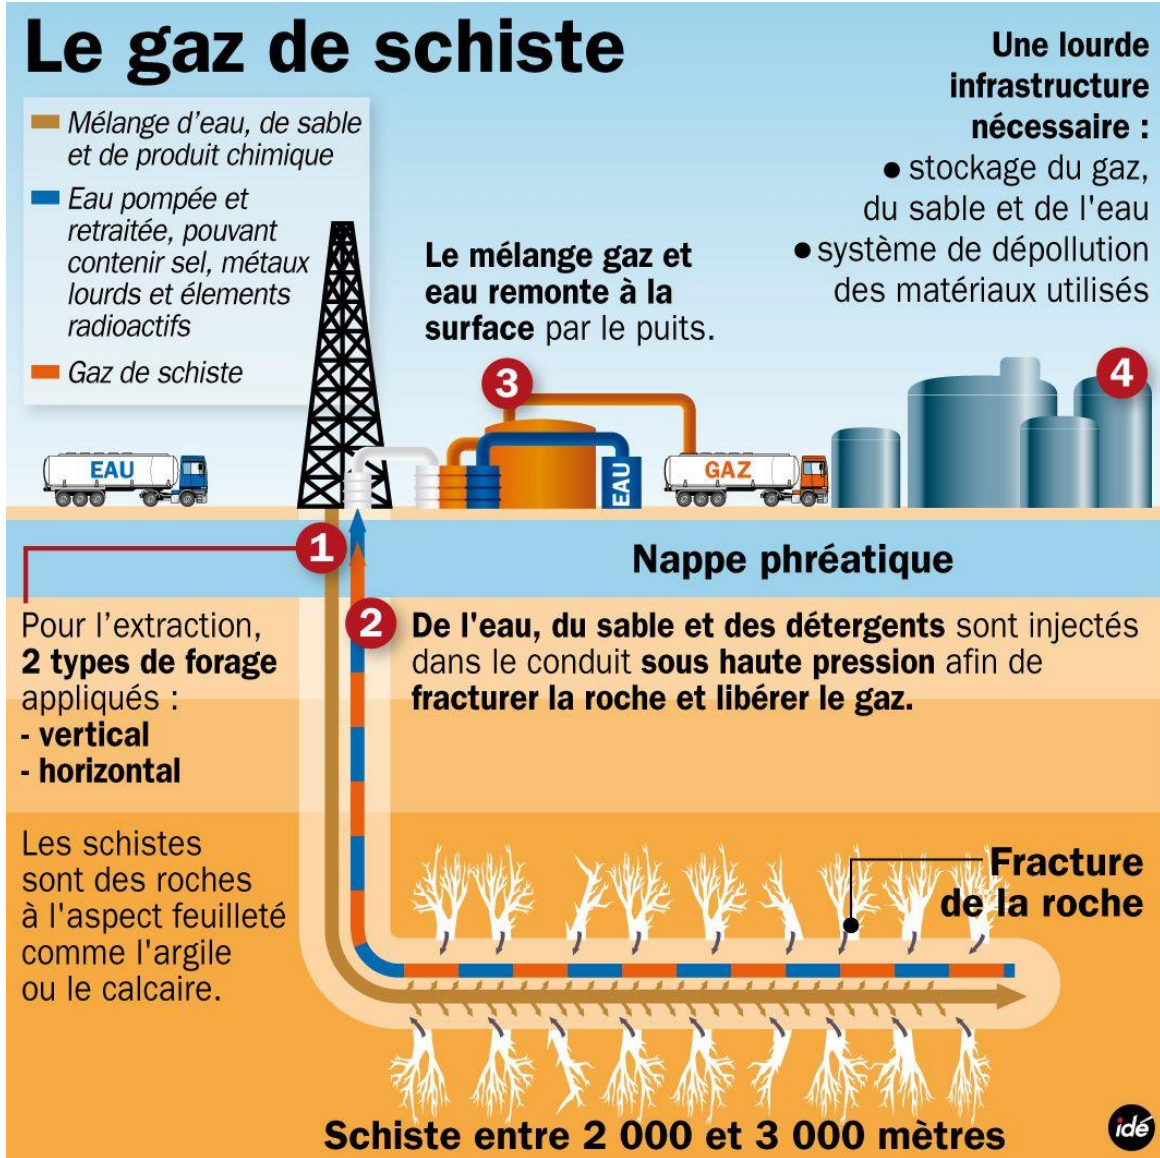 Le gaz de schiste
Mélange d'eau, de sable
et de produit chimique
Eau pompée et
retraitée, pouvant
contenir sel, métaux
lourds et élements
radioactifs
Gaz de schiste
Une lourde
infrastructure
nécessaire :
● stockage du gaz,
du sable et de l'eau
● système de dépollution
des matériaux utilisés
Le mélange gaz et
eau remonte à la
surface par le puits.
3
4
EAU
EAU
GAZ
1
Nappe phréatique
Pour l'extraction,
2 types de forage
appliqués :
- vertical
- horizontal
2
De l'eau, du sable et des détergents sont injectés
dans le conduit sous haute pression afin de
fracturer la roche et libérer le gaz.
Les schistes
sont des roches
à l'aspect feuilleté
comme l'argile
ou le calcaire.
Fracture
de la roche
Schiste entre 2 000 et 3 000 mètres
idé